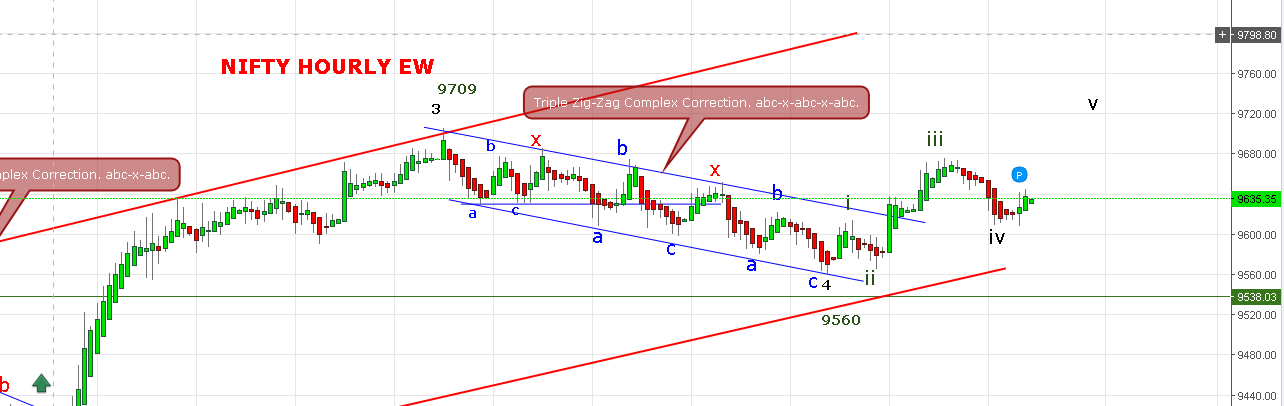 NIFTY HOURLY EW
9709
3
Triple Zig-Zag Complex Correction. abc-x-abc-x-abc.
plex Correction. abc-x-abc.
b
x
b
x
b
i
iii
v
P
a
c
a
c
a
c
4
ii
iv
9560
b
+
9798.80
9760.00
9720.00
9680.00
9635.35
9600.00
9560.00
9538.03
9520.00
9480.00
9440.00